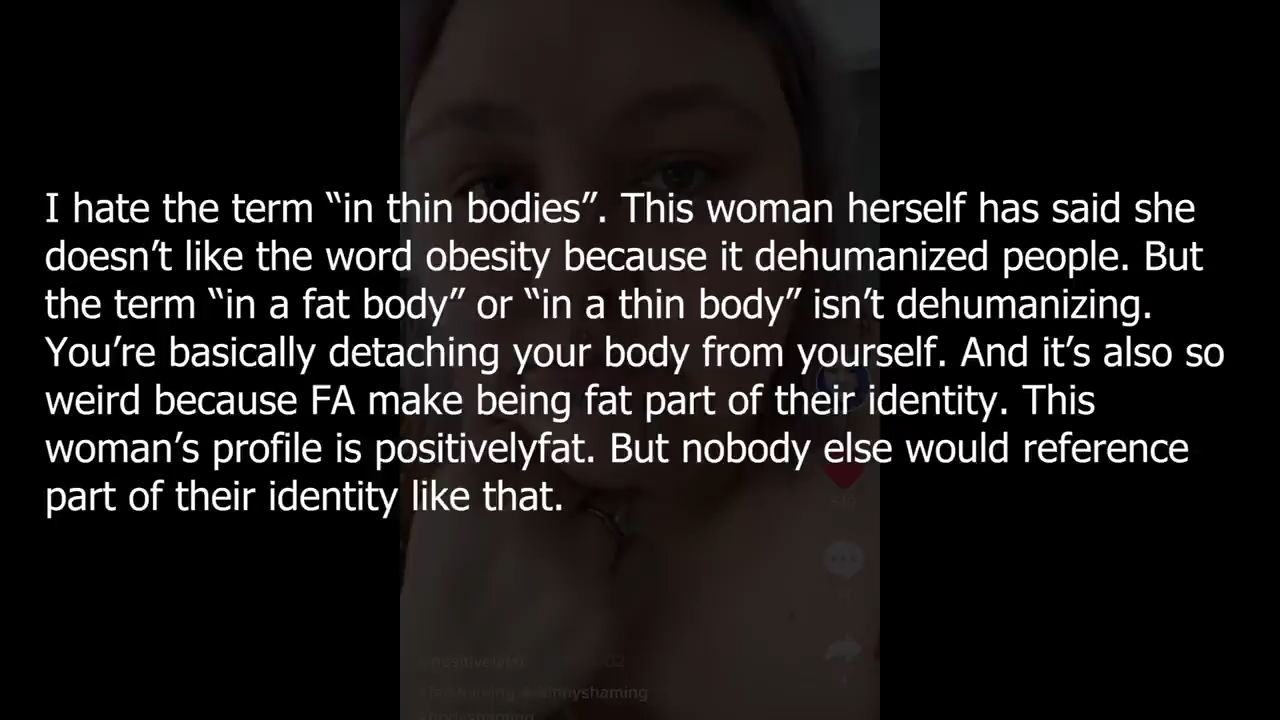 I hate the term “in thin bodies”. This woman herself has said she
doesn’t like the word obesity because it dehumanized people. But
the term “in a fat body” or “in a thin body” isn’t dehumanizing.
You’re basically detaching your body from yourself. And it’s also so
weird because FA make being fat part of their identity. This
woman’s profile is positivelyfat. But nobody else would reference
part of their identity like that.